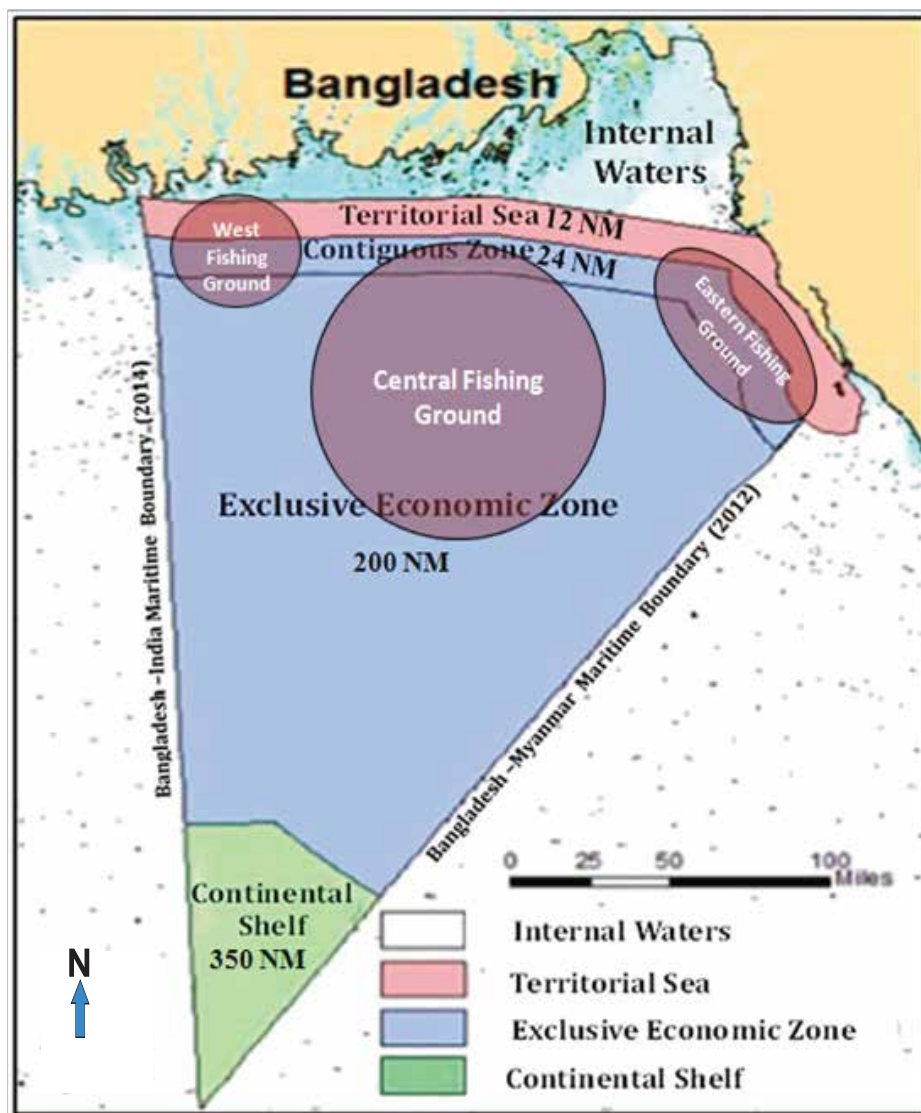 Bangladesh
Internal
Waters
Territorial Sea 12 NM
Contiguous Zone 24 NM
West
Fishing
Ground
Eastern Fishing
Ground
Central Fishing
Ground
Exclusive Economic Zone
200 NM
Bangladesh -India Maritime Boundary (2014)
Bangladesh -Myanmar Maritime Boundary (2012)
Continental
Shelf
350 NM
N
0 25 50 100
Miles
Internal Waters
Territorial Sea
Exclusive Economic Zone
Continental Shelf